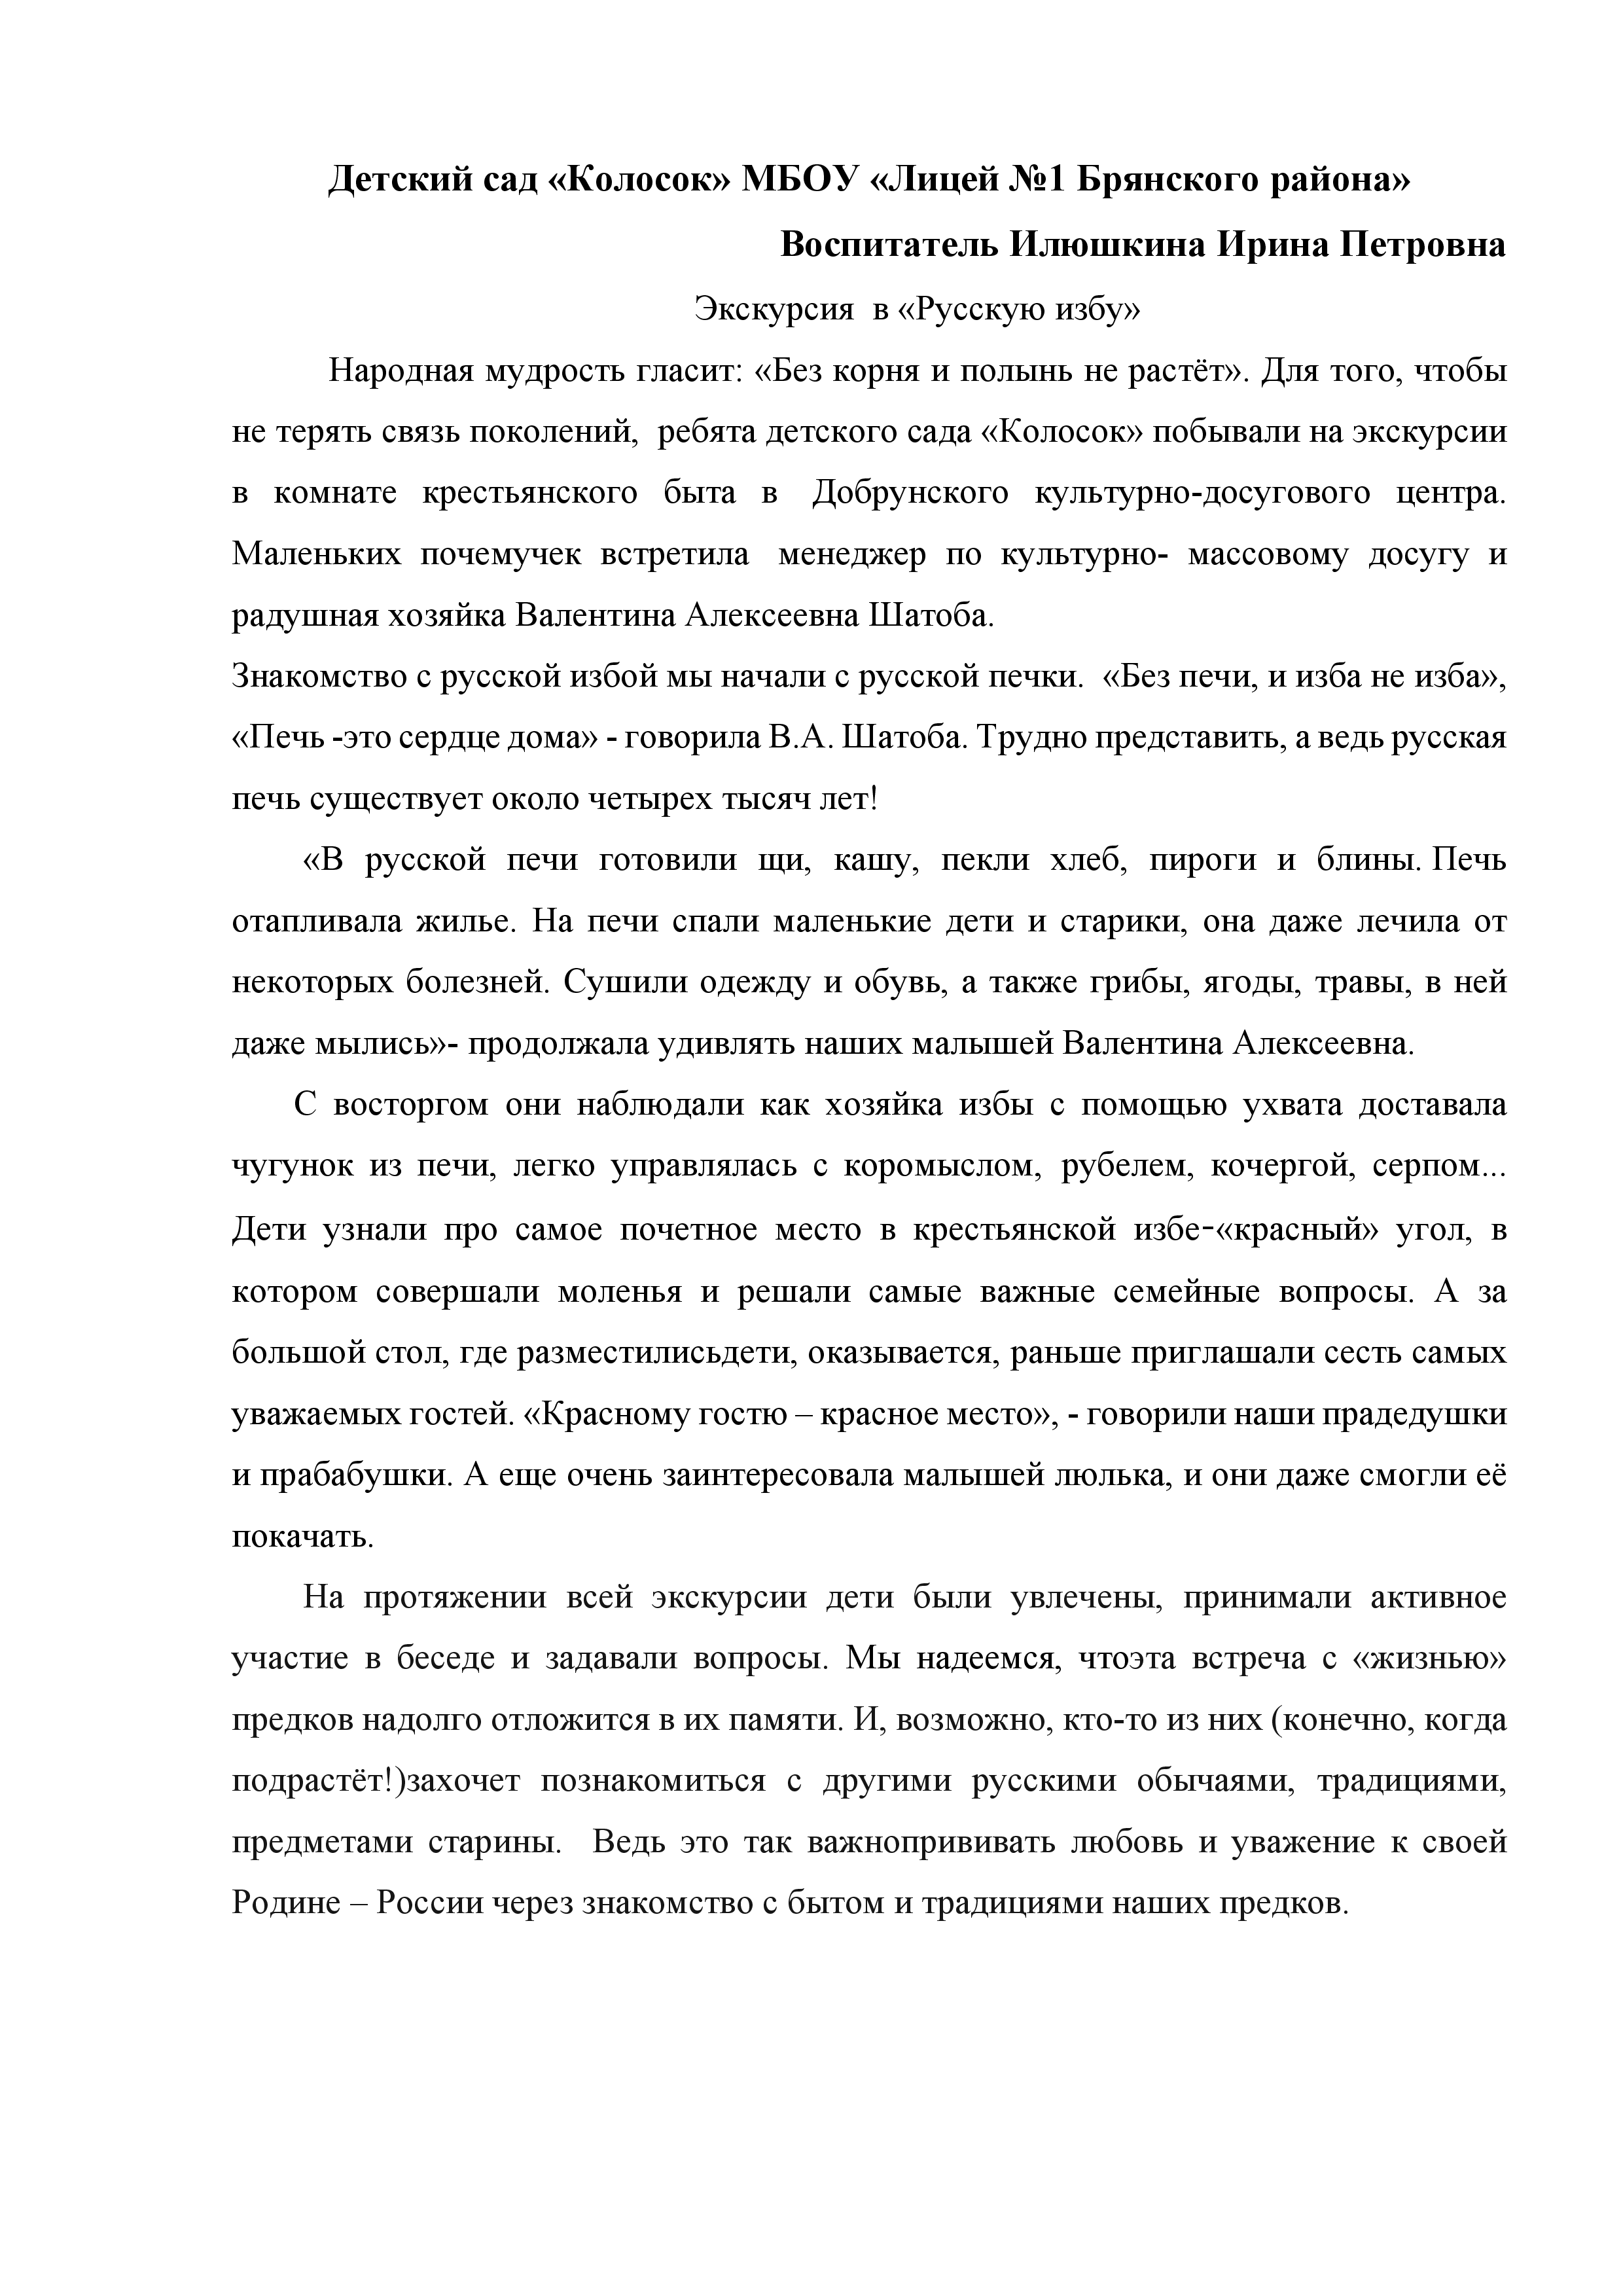 Детский сад «Колосок» МБОУ «Лицей №1 Брянского района»
Воспитатель Илюшкина Ирина Петровна
Экскурсия  в «Русскую избу»
Народная мудрость гласит: «Без корня и полынь не растёт». Для того, чтобы
не терять связь поколений,  ребята детского сада «Колосок» побывали на экскурсии
в комнате крестьянского быта в Добрунского культурно-досугового центра.
Маленьких почемучек встретила  менеджер по культурно- массовому досугу и
радушная хозяйка Валентина Алексеевна Шатоба.
Знакомство с русской избой мы начали с русской печки.  «Без печи, и изба не изба»,
«Печь -это сердце дома» - говорила В.А. Шатоба. Трудно представить, а ведь русская
печь существует около четырех тысяч лет!
«В русской печи готовили щи, кашу, пекли хлеб, пироги и блины. Печь
отапливала жилье. На печи спали маленькие дети и старики, она даже лечила от
некоторых болезней. Сушили одежду и обувь, а также грибы, ягоды, травы, в ней
даже мылись»- продолжала удивлять наших малышей Валентина Алексеевна.
С восторгом они наблюдали как хозяйка избы с помощью ухвата доставала
чугунок из печи, легко управлялась с коромыслом, рубелем, кочергой, серпом...
Дети узнали про самое почетное место в крестьянской избе-«красный» угол, в
котором совершали моленья и решали самые важные семейные вопросы. А за
большой стол, где разместилисьдети, оказывается, раньше приглашали сесть самых
уважаемых гостей. «Красному гостю – красное место», - говорили наши прадедушки
и прабабушки. А еще очень заинтересовала малышей люлька, и они даже смогли её
покачать.
На протяжении всей экскурсии дети были увлечены, принимали активное
участие в беседе и задавали вопросы. Мы надеемся, чтоэта встреча с «жизнью»
предков надолго отложится в их памяти. И, возможно, кто-то из них (конечно, когда
подрастёт!)захочет познакомиться с другими русскими обычаями, традициями,
предметами старины.  Ведь это так важнопрививать любовь и уважение к своей
Родине – России через знакомство с бытом и традициями наших предков.